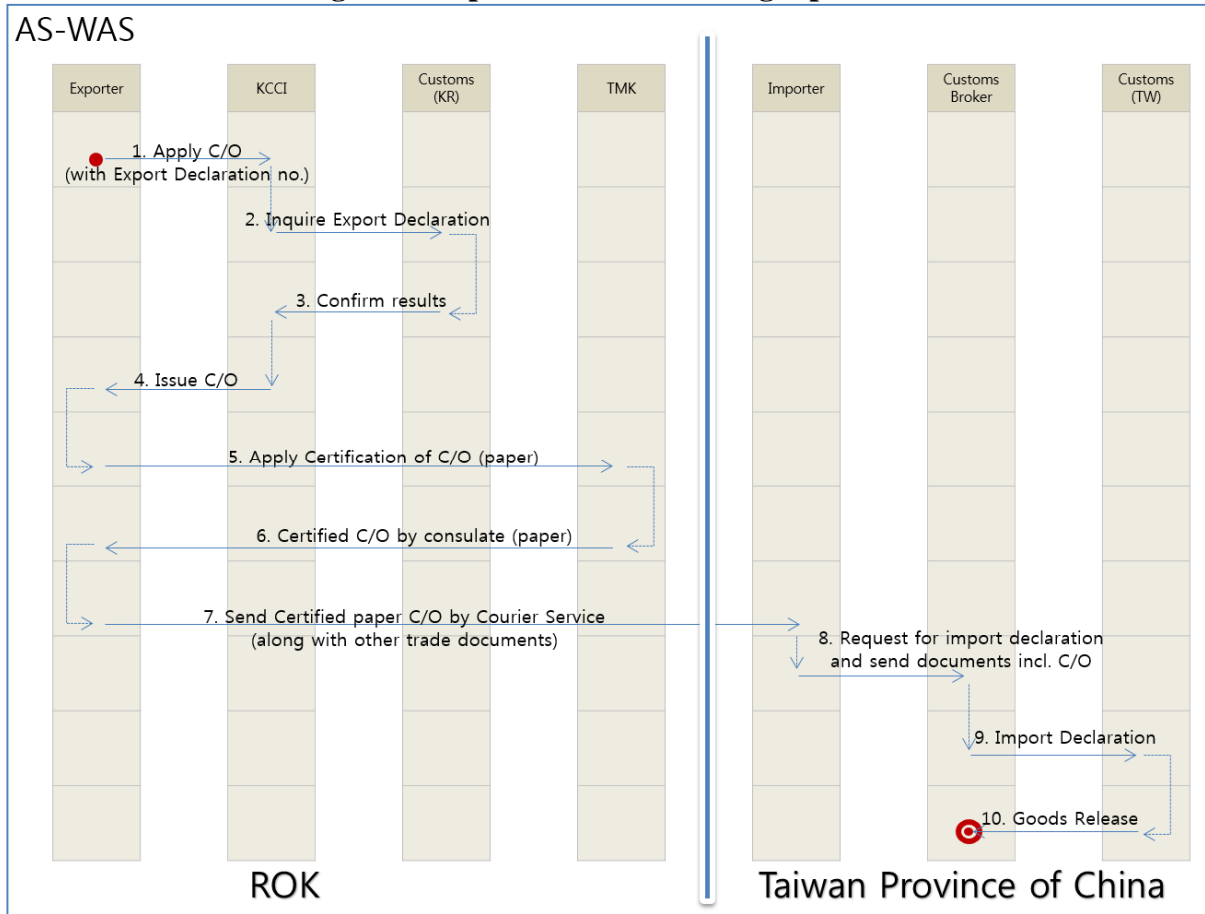 AS-WAS
Exporter
KCCI
Customs
(KR)
TMK
Importer
Customs
Broker
Customs
(TW)
1. Apply C/O
(with Export Declaration no.)
2. Inquire Export Declaration
3. Confirm results
4. Issue C/O
5. Apply Certification of C/O (paper)
6. Certified C/O by consulate (paper)
7. Send Certified paper C/O by Courier Service
(along with other trade documents)
8. Request for import declaration
and send documents incl. C/O
9. Import Declaration
10. Goods Release
ROK
Taiwan Province of China